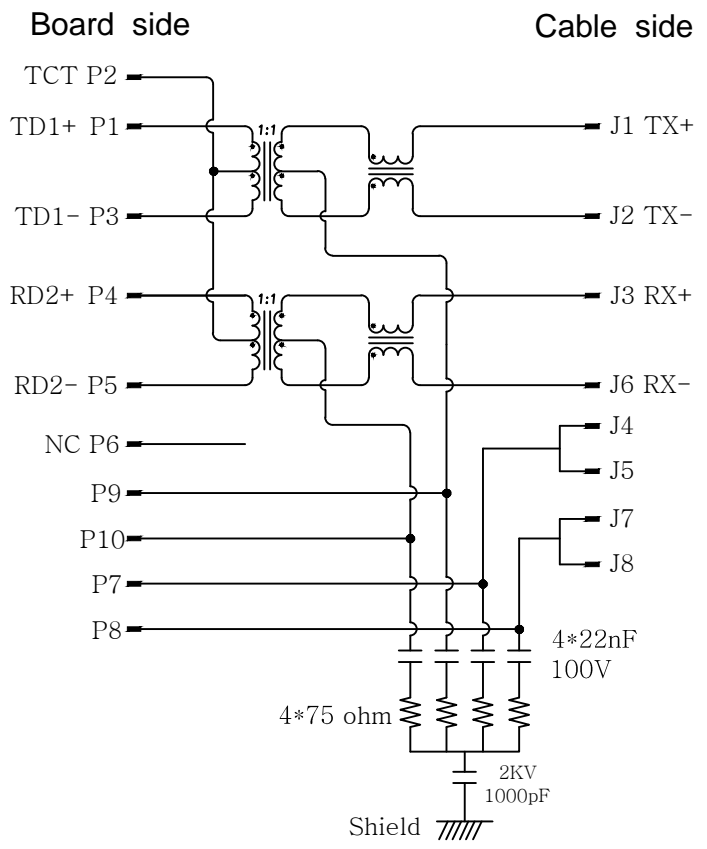 Board side
Cable side
TCT P2
TD1+ P1
1:1
J1 TX+
TD1- P3
J2 TX-
RD2+ P4
1:1
J3 RX+
RD2- P5
J6 RX-
J4
NC P6
J5
P9
J7
P10
J8
P7
P8
4*22nF
100V
4*75 ohm
2KV
1000pF
Shield